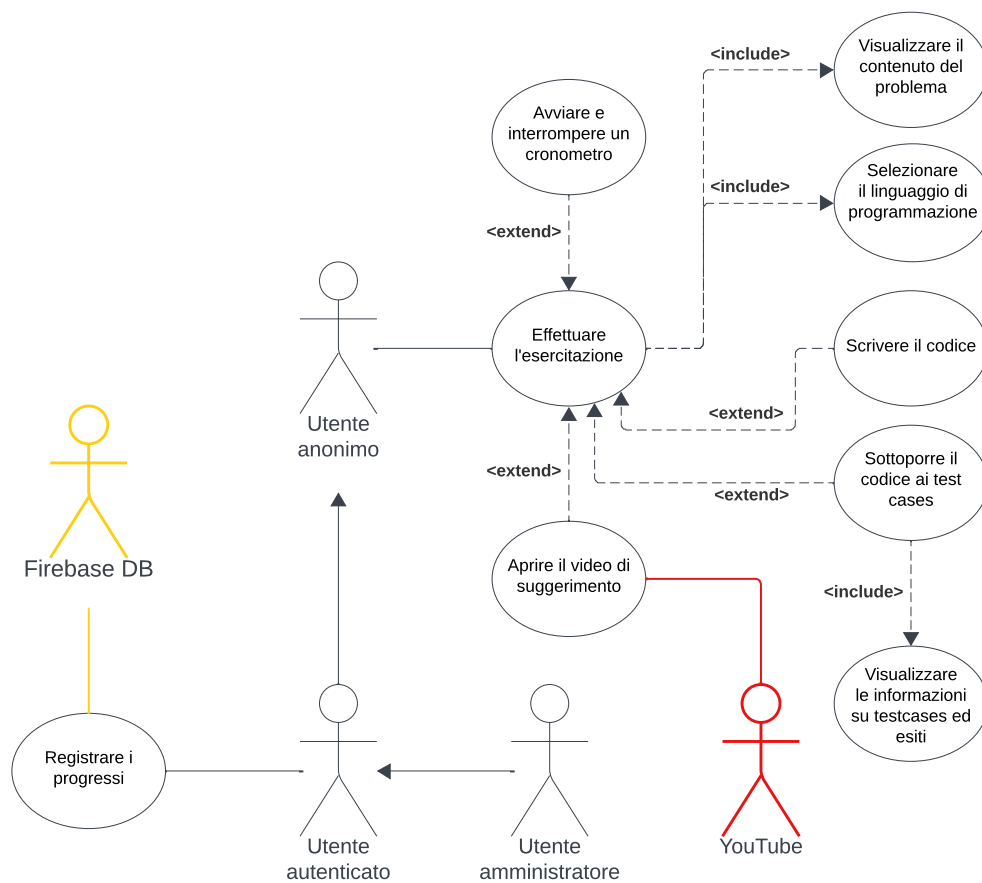 Visualizzare il
contenuto del
problema
<include>
Avviare e
interrompere un
cronometro
Selezionare
il linguaggio di
programmazione
<include>
<extend>
Effettuare
l'esercitazione
Scrivere il codice
<extend>
Utente
anonimo
Sottoporre il
codice ai test
cases
<extend>
<extend>
Firebase DB
Aprire il video di
suggerimento
<include>
Visualizzare
le informazioni
su testcases ed
esiti
Registrare i
progressi
Utente
autenticato
Utente
amministratore
YouTube